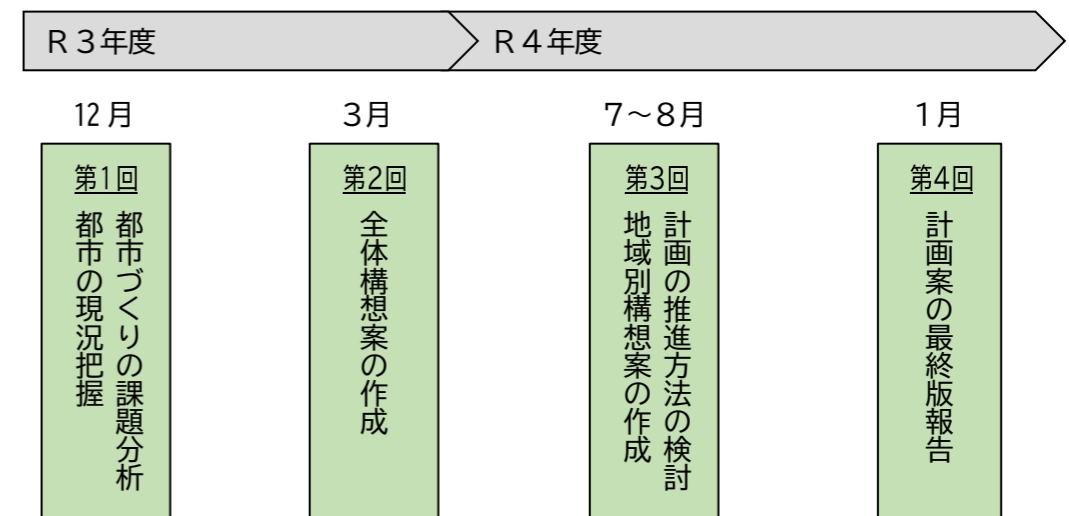 R3年度
R4年度
12月
3月
7～8月
1月
第1回
都市づくりの課題分析
都市の現況把握
第2回
全体構想案の作成
第3回
計画の推進方法の検討
地域別構想案の作成
第4回
計画案の最終版報告